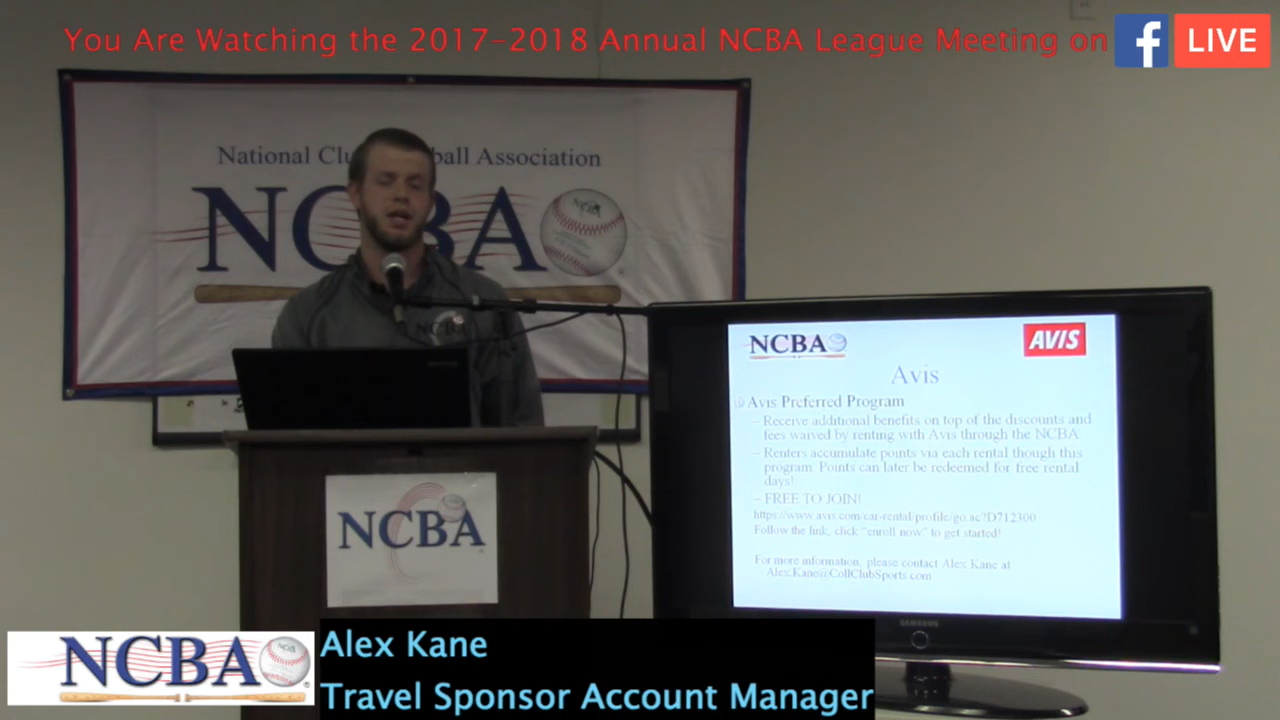 You Are Watching the 2017-2018 Annual NCBA League Meeting on f LIVE
National Clu ball Association
NCBA
NCBA
AVIS
Avis
Avis Preferred Program
– Receive additional benefits on top of the discounts and
fees waived by renting with Avis through the NCBA.
– Renters accumulate points via each rental though this
program. Points can later be redeemed for free rental
days!
– FREE TO JOIN!
https://www.avis.com/car-rental/profile/go.ac?D712300
Follow the link, click "enroll now" to get started!
For more information, please contact Alex Kane at
Alex.Kane@CollClubSports.com
SAMSUNG
NCBA
NCBA
NCBA
Alex Kane
Travel Sponsor Account Manager